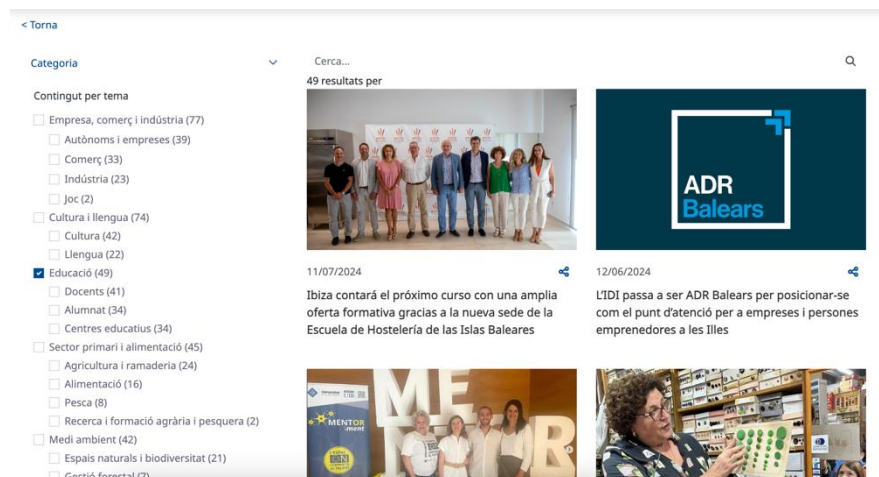 < Torna
Categoria
Contingut per tema
Empresa, comerç i indústria (77)
Autònoms i empreses (39)
Comerç (33)
Indústria (23)
Joc (2)
Cultura i llengua (74)
Cultura (42)
Llengua (22)
Educació (49)
Docents (41)
Alumnat (34)
Centres educatius (34)
Sector primari i alimentació (45)
Agricultura i ramaderia (24)
Alimentació (16)
Pesca (8)
Recerca i formació agrària i pesquera (2)
Medi ambient (42)
Espais naturals i biodiversitat (21)
Gestió forestal (7)
Cerca...
49 resultats per
11/07/2024
Ibiza contará el próximo curso con una amplia
oferta formativa gracias a la nueva sede de la
Escuela de Hostelería de las Islas Baleares
ADR
Balears
12/06/2024
L'IDI passa a ser ADR Balears per posicionar-se
com el punt d'atenció per a empreses i persones
emprenedores a les Illes
ME
R
MENTOR
-ment